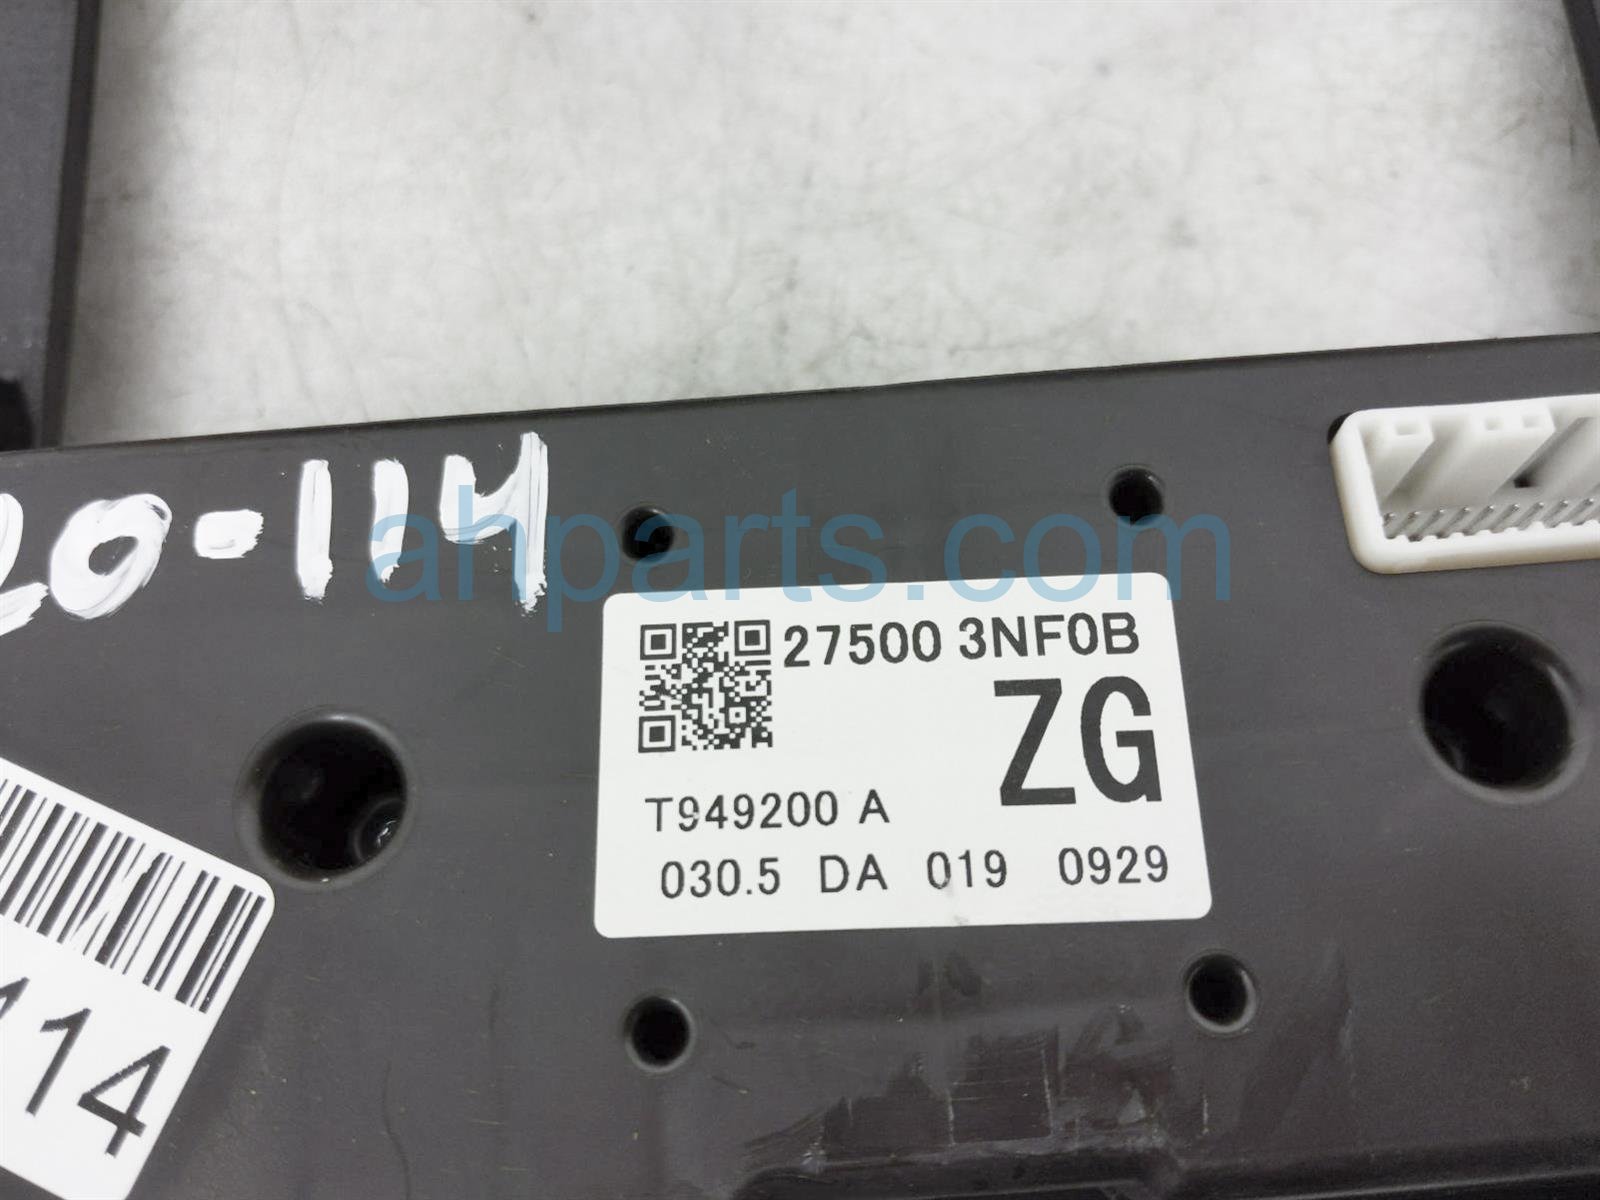 20-114
ahparts.com
27500 3NF0B
ZG
T949200 A
030.5 DA 019 0929
114